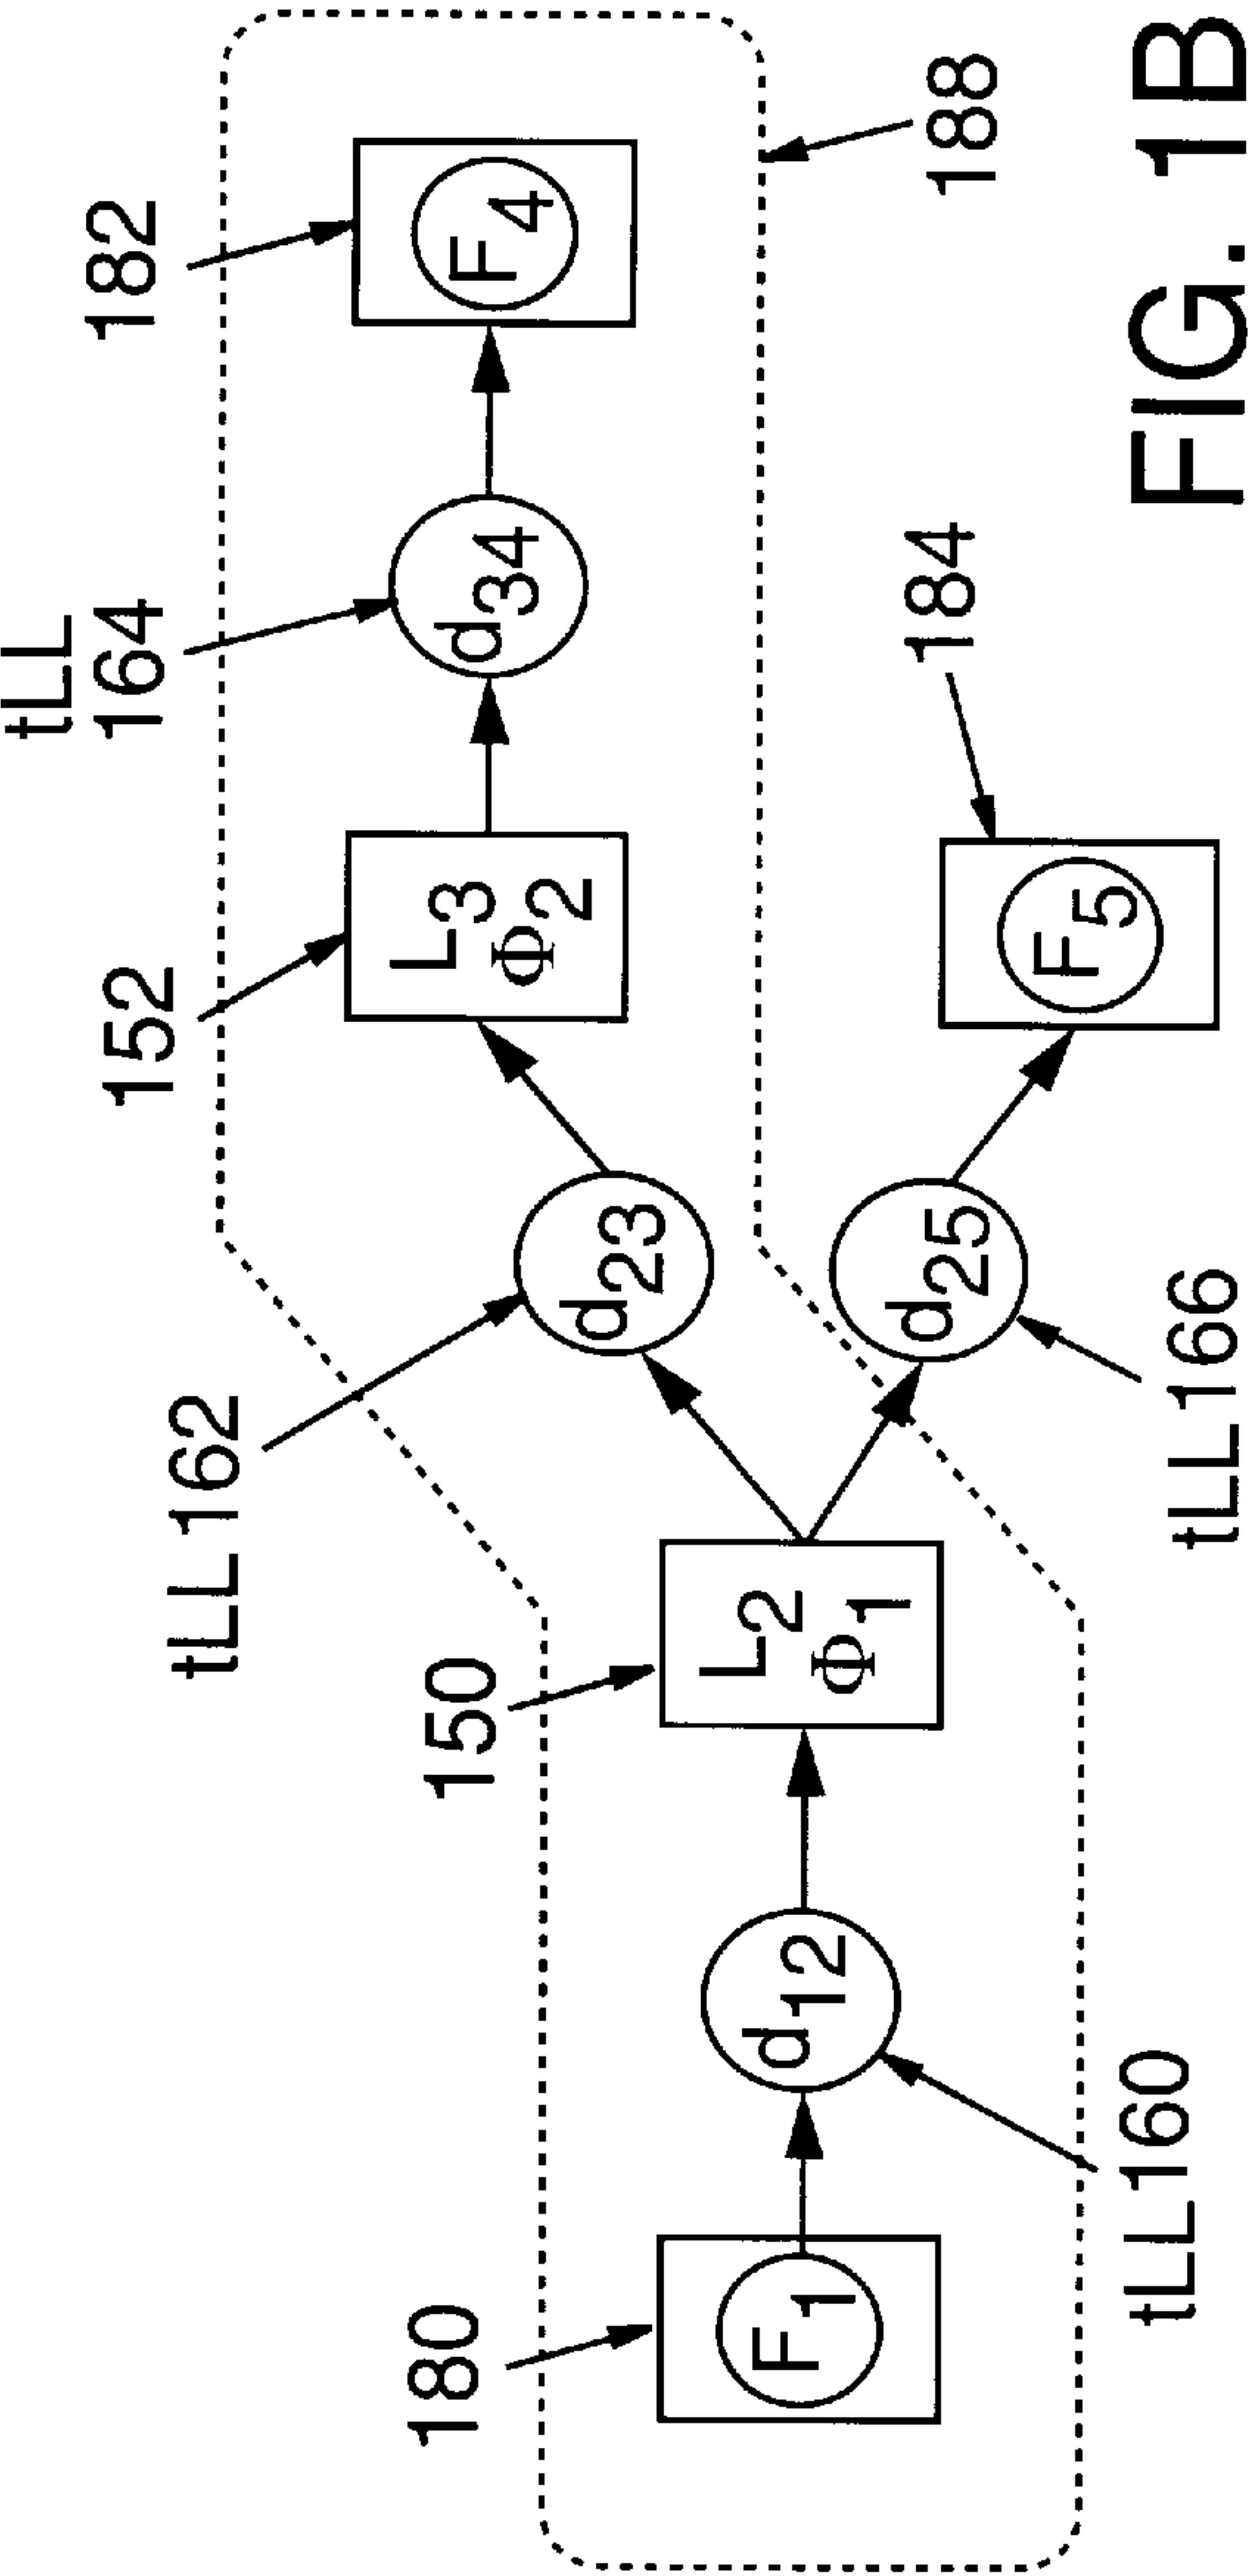 tLL
164
182
152
tLL 162
L3
Φ2
d34
F4
150
d23
188
180
L2
Φ1
184
F1
d12
d25
F5
tLL 160
tLL 166
FIG. 1B